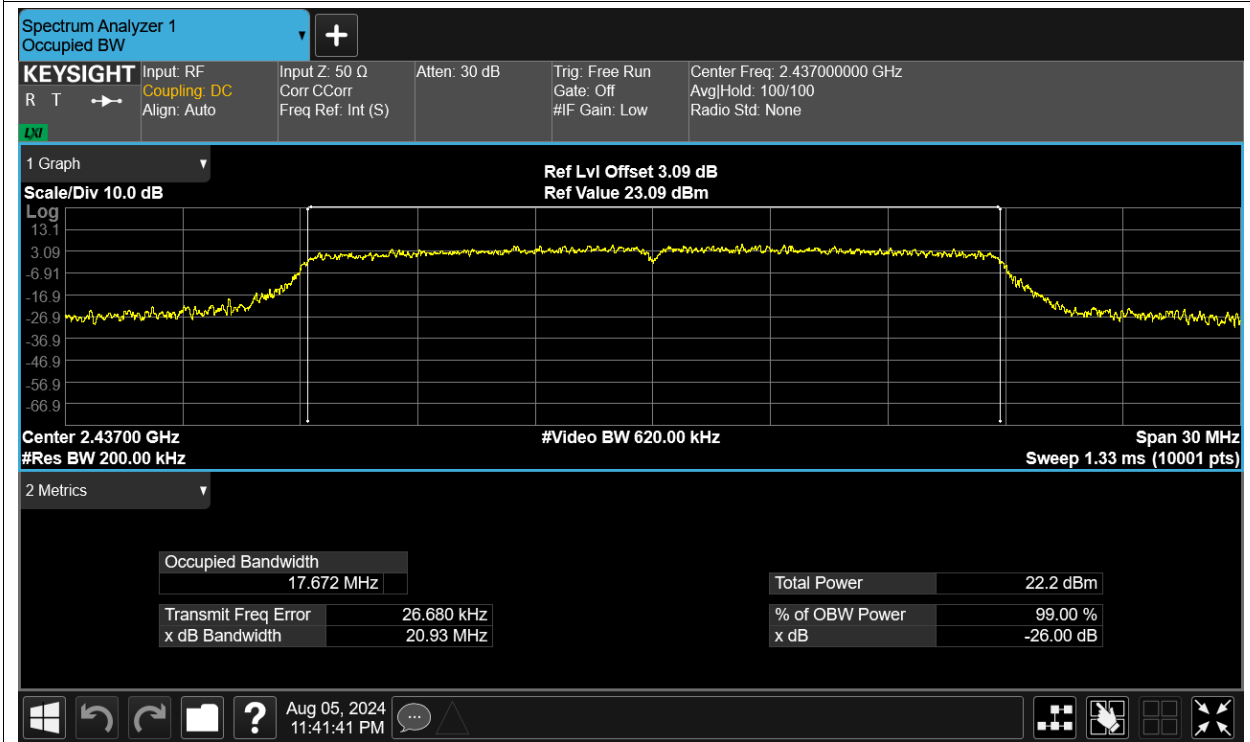 Spectrum Analyzer 1
Occupied BW
KEYSIGHT
R T
LXI
Input: RF
Coupling: DC
Align: Auto
Input Z: 50 Ω
Corr CCorr
Freq Ref: Int (S)
Atten: 30 dB
Trig: Free Run
Gate: Off
#IF Gain: Low
Center Freq: 2.437000000 GHz
Avg|Hold: 100/100
Radio Std: None
1 Graph
Scale/Div 10.0 dB
Ref Lvl Offset 3.09 dB
Ref Value 23.09 dBm
Log
13.1
3.09
-6.91
-16.9
-26.9
-36.9
-46.9
-56.9
-66.9
Center 2.43700 GHz
#Video BW 620.00 kHz
Span 30 MHz
#Res BW 200.00 kHz
Sweep 1.33 ms (10001 pts)
2 Metrics
Occupied Bandwidth
17.672 MHz
Total Power 22.2 dBm
Transmit Freq Error 26.680 kHz
% of OBW Power 99.00 %
x dB Bandwidth 20.93 MHz
x dB -26.00 dB
?
Aug 05, 2024
11:41:41 PM